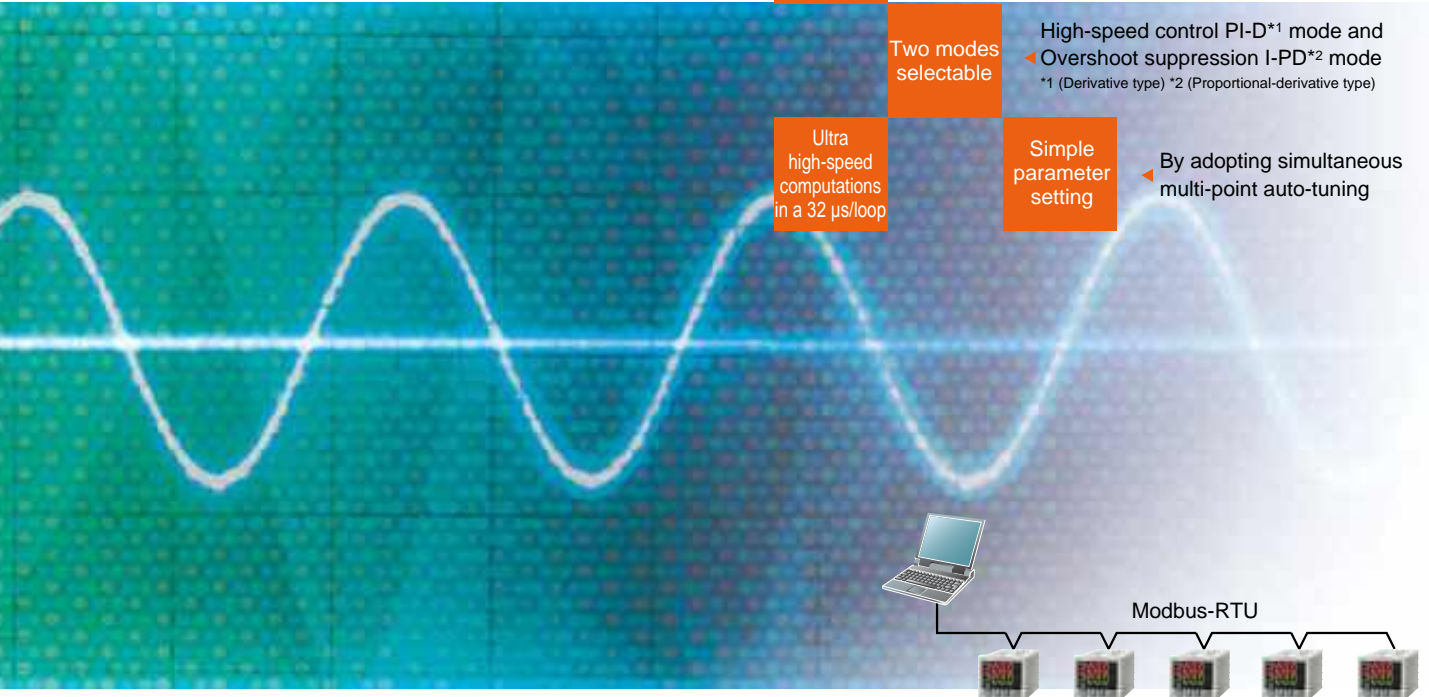 Two modes
selectable
High-speed control PI-D*1 mode and
Overshoot suppression I-PD*2 mode
*1 (Derivative type) *2 (Proportional-derivative type)
Ultra
high-speed
computations
in a 32 μs/loop
Simple
parameter
setting
By adopting simultaneous
multi-point auto-tuning
Modbus-RTU